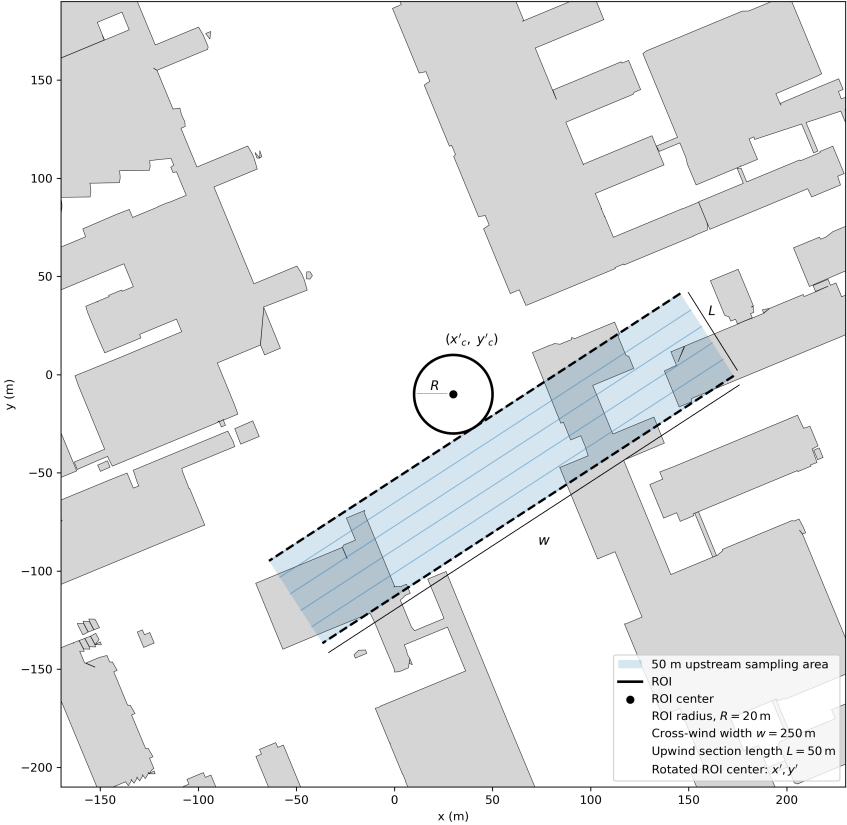 150
100
50
0
−50
−100
−150
−200
y (m)
(x′c, y′c)
R
L
w
50 m upstream sampling area
ROI
ROI center
ROI radius, R = 20 m
Cross-wind width w = 250 m
Upwind section length L = 50 m
Rotated ROI center: x′, y′
−150 −100 −50 0 50 100 150 200
x (m)